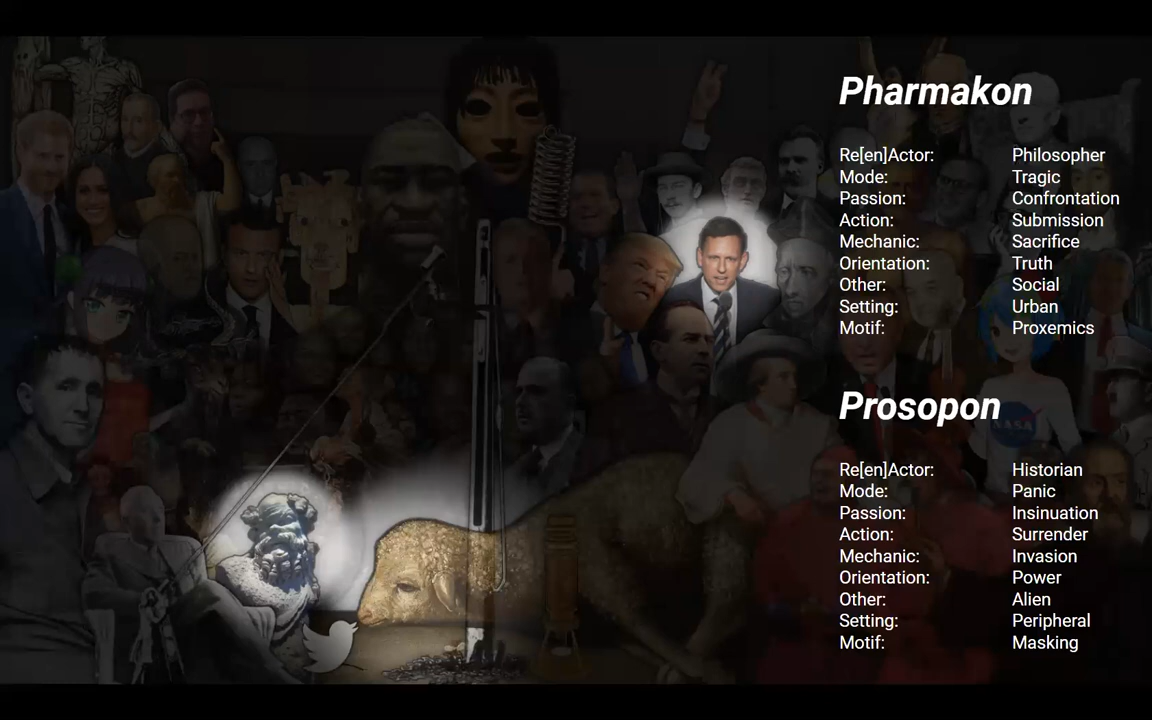 Pharmakon
Re[en]Actor: Philosopher
Mode: Tragic
Passion: Confrontation
Action: Submission
Mechanic: Sacrifice
Orientation: Truth
Other: Social
Setting: Urban
Motif: Proxemics
Prosopon
Re[en]Actor: Historian
Mode: Panic
Passion: Insinuation
Action: Surrender
Mechanic: Invasion
Orientation: Power
Other: Alien
Setting: Peripheral
Motif: Masking
NASA